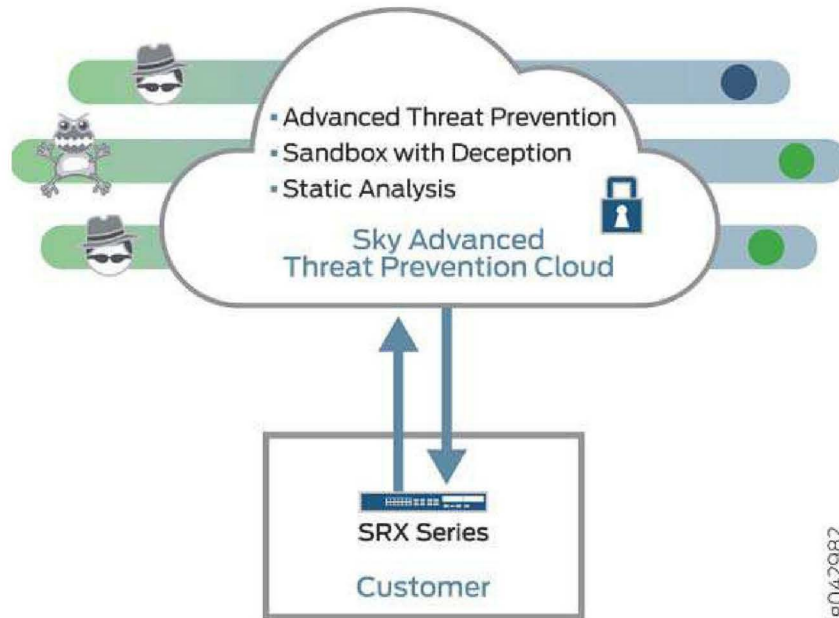 ▪ Advanced Threat Prevention
▪ Sandbox with Deception
▪ Static Analysis
Sky Advanced
Threat Prevention Cloud
SRX Series
Customer
g042982